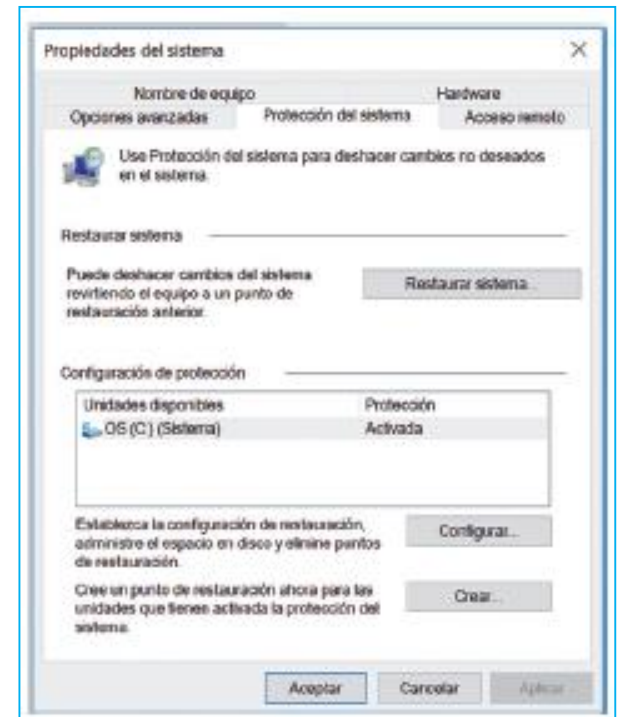 Propiedades del sistema
Nombre de equipo Hardware
Opciones avanzadas Protección del sistema Acceso remoto
Use Protección del sistema para deshacer cambios no deseados
en el sistema.
Restaurar sistema
Puede deshacer cambios del sistema
revirtiendo el equipo a un punto de
restauración anterior.
Restaurar sistema...
Configuración de protección
Unidades disponibles Protección
OS (C:) (Sistema) Activada
Establezca la configuración de restauración,
administre el espacio en disco y elimine puntos
de restauración.
Configurar...
Cree un punto de restauración ahora para las
unidades que tienen activada la protección del
sistema.
Crear...
Aceptar Cancelar Aplicar